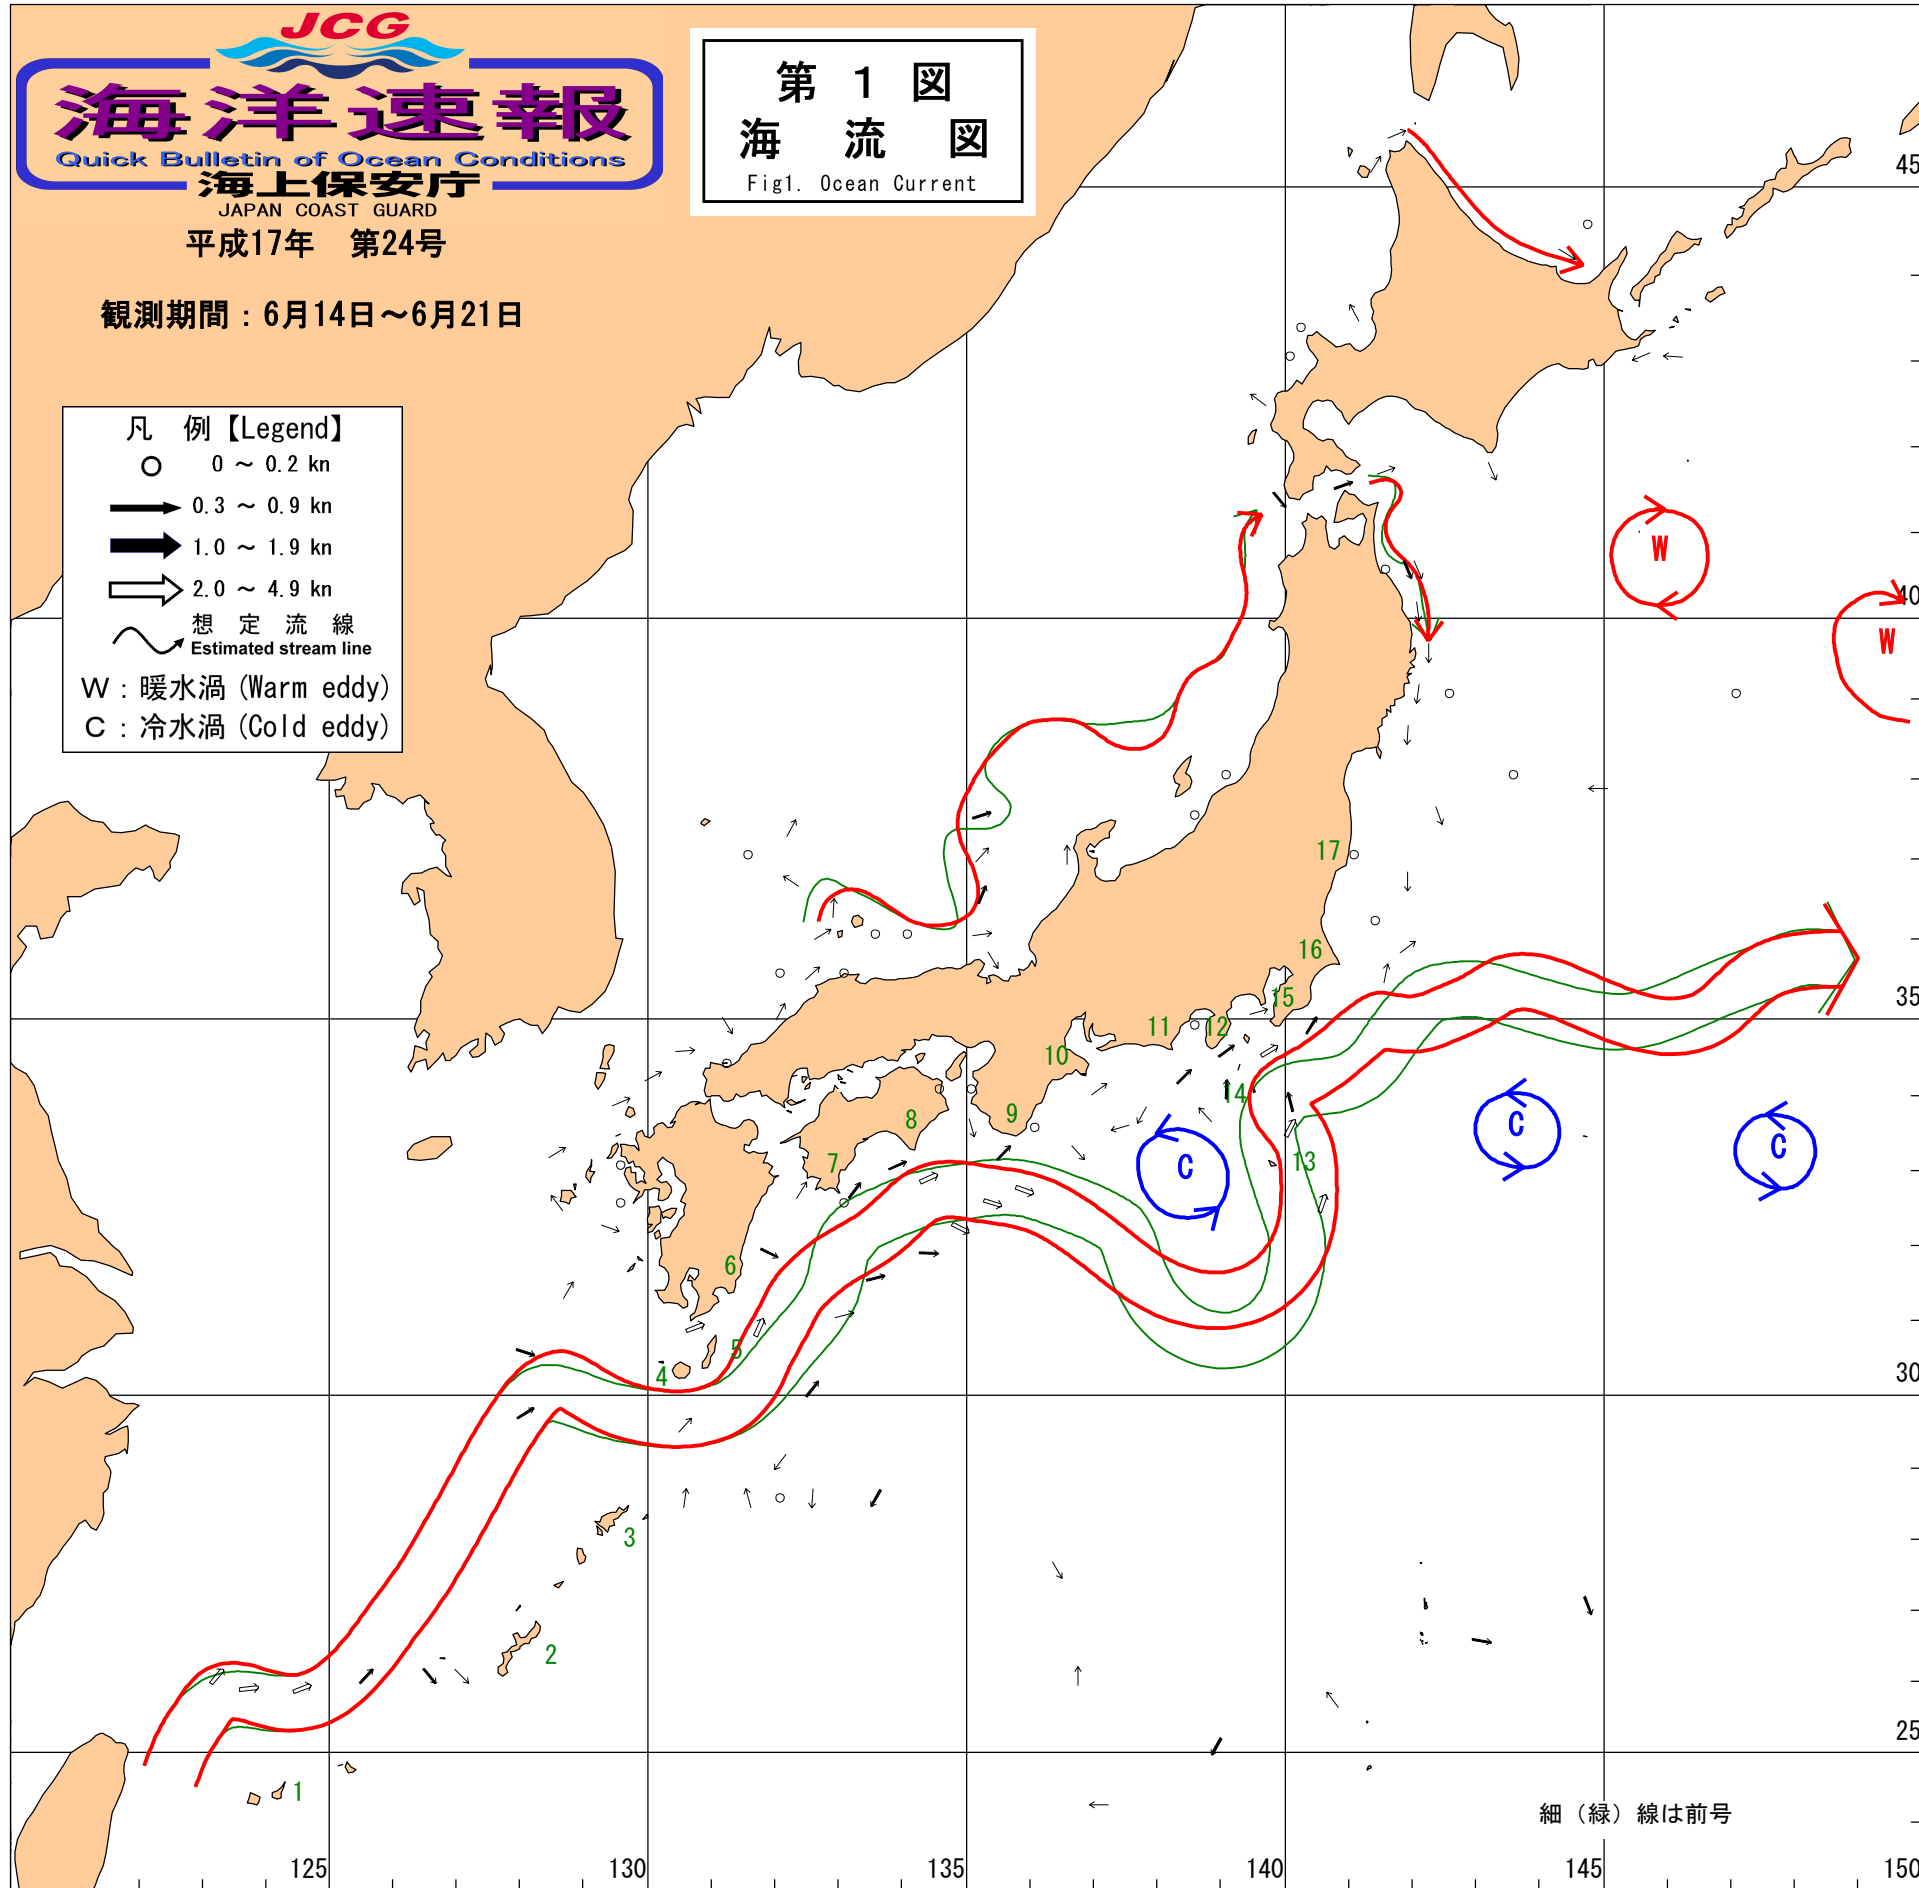 JCG
海洋速報
Quick Bulletin of Ocean Conditions
海上保安庁
JAPAN COAST GUARD
平成17年 第24号
観測期間：6月14日～6月21日
第 1 図
海 流 図
Fig1. Ocean Current
凡 例【Legend】
0 ～ 0.2 kn
0.3 ～ 0.9 kn
1.0 ～ 1.9 kn
2.0 ～ 4.9 kn
想 定 流 線
Estimated stream line
W：暖水渦(Warm eddy)
C：冷水渦(Cold eddy)
45
W
40
W
17
16
35
15
12
11
10
14
9
8
C
C
C
13
7
6
5
4
30
3
2
25
1
細（緑）線は前号
125
130
135
140
145
150